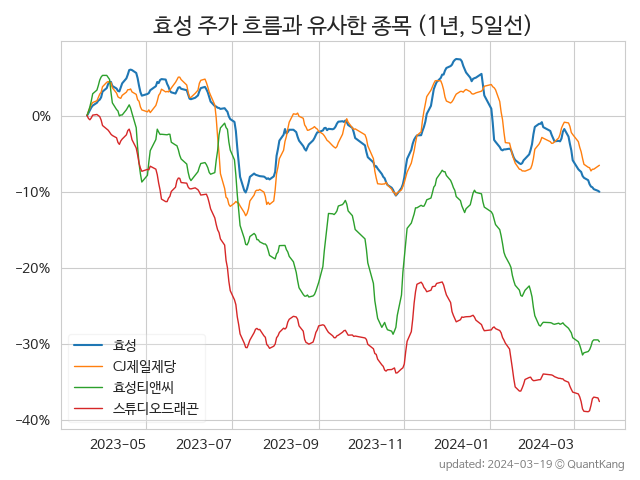 효성 주가 흐름과 유사한 종목 (1년, 5일선)
0%
−10%
−20%
−30%
−40%
효성
CJ제일제당
효성티앤씨
스튜디오드래곤
2023-05 2023-07 2023-09 2023-11 2024-01 2024-03
updated: 2024-03-19 © QuantKang